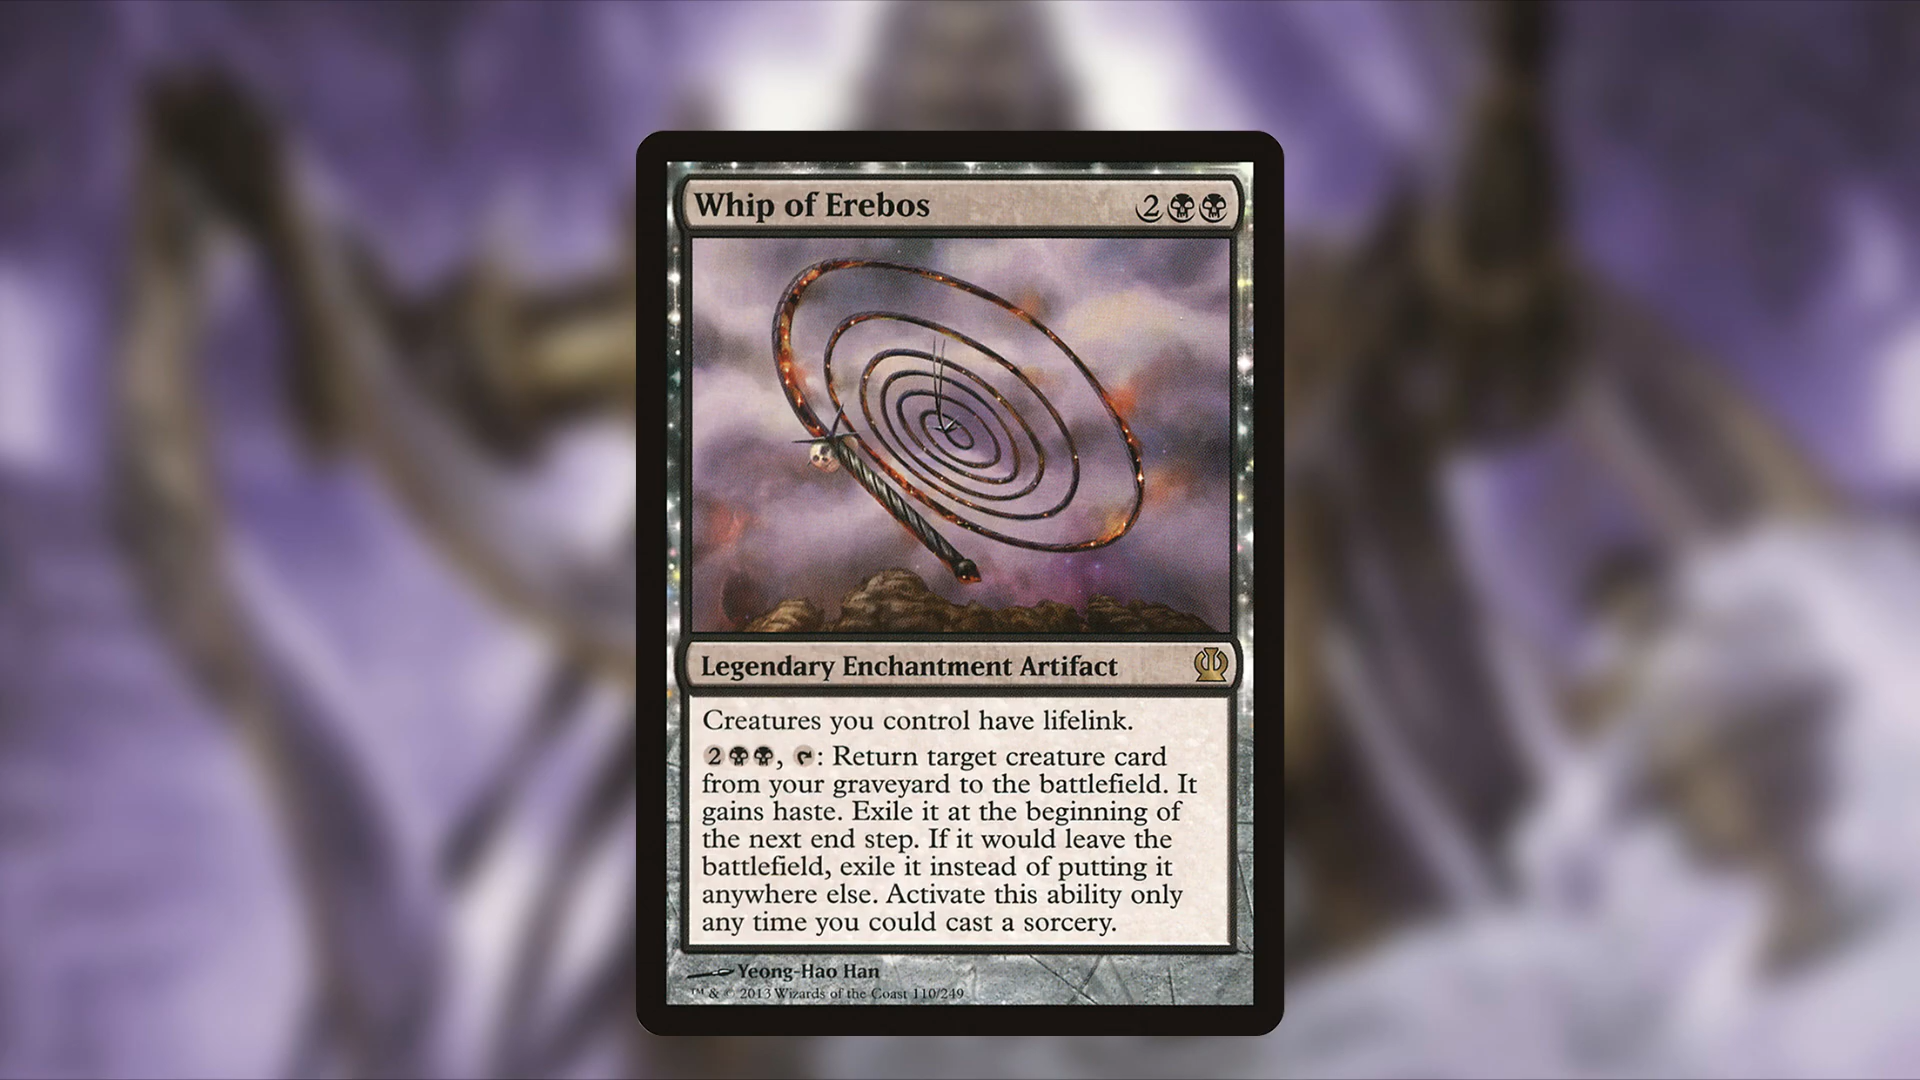 Whip of Erebos 2
Legendary Enchantment Artifact
Creatures you control have lifelink.
2, : Return target creature card
from your graveyard to the battlefield. It
gains haste. Exile it at the beginning of
the next end step. If it would leave the
battlefield, exile it instead of putting it
anywhere else. Activate this ability only
any time you could cast a sorcery.
Yeong-Hao Han
™ & © 2013 Wizards of the Coast 110/249